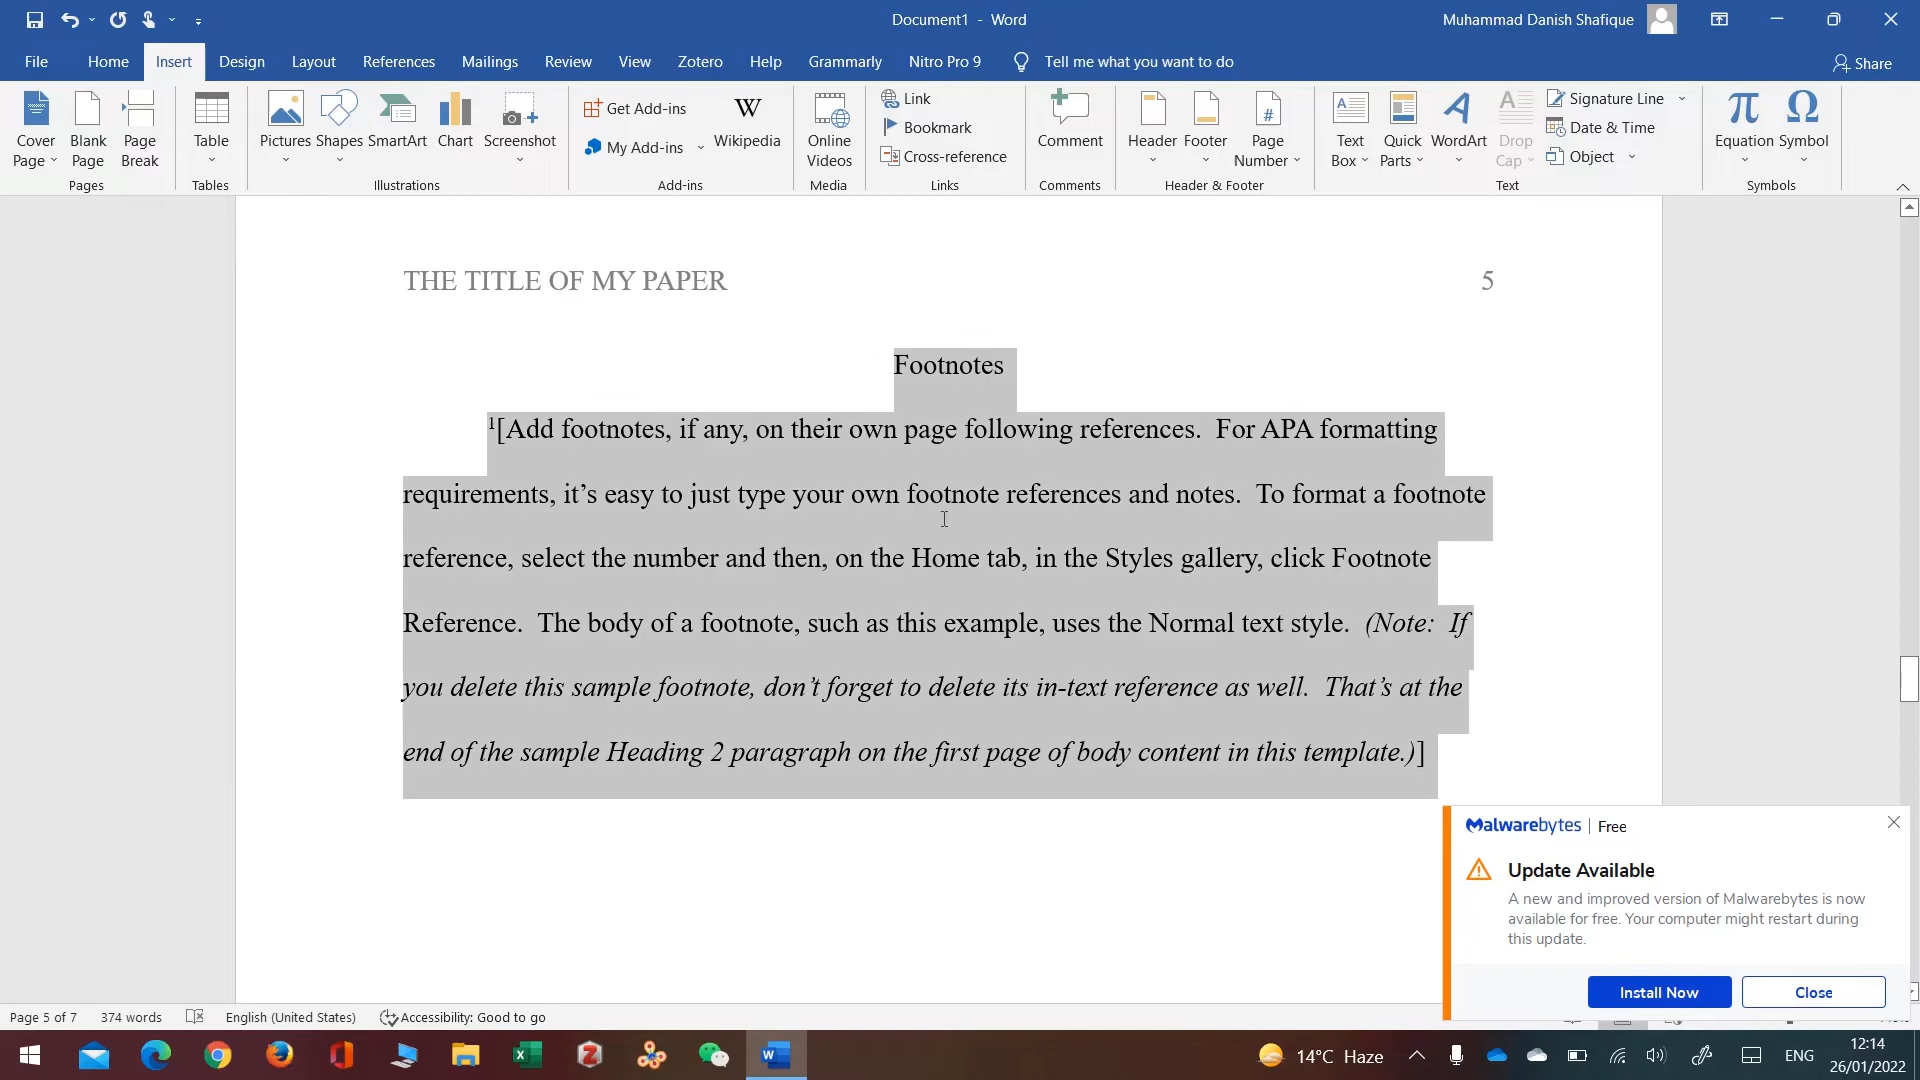 Document1 - Word
Muhammad Danish Shafique
File Home Insert Design Layout References Mailings Review View Zotero Help Grammarly Nitro Pro 9 Tell me what you want to do Share
Cover Page
Blank Page
Page Break
Pages
Table
Tables
Pictures Shapes SmartArt Chart Screenshot
Illustrations
Get Add-ins
My Add-ins
Wikipedia
Add-ins
Online Videos
Media
Link
Bookmark
Cross-reference
Links
Comment
Comments
Header Footer Page Number
Header & Footer
Text Box
Quick Parts
WordArt
Drop Cap
Signature Line
Date & Time
Object
Text
Equation Symbol
Symbols
THE TITLE OF MY PAPER 5
Footnotes
1[Add footnotes, if any, on their own page following references. For APA formatting
requirements, it’s easy to just type your own footnote references and notes. To format a footnote
reference, select the number and then, on the Home tab, in the Styles gallery, click Footnote
Reference. The body of a footnote, such as this example, uses the Normal text style. (Note: If
you delete this sample footnote, don’t forget to delete its in-text reference as well. That’s at the
end of the sample Heading 2 paragraph on the first page of body content in this template.)]
Malwarebytes | Free
Update Available
A new and improved version of Malwarebytes is now
available for free. Your computer might restart during
this update.
Install Now Close
Page 5 of 7 374 words English (United States) Accessibility: Good to go
14°C Haze ENG 12:14
26/01/2022